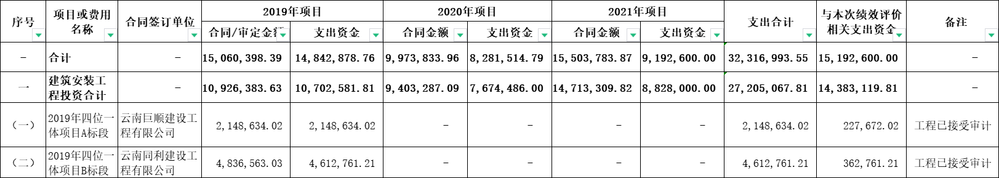 序号 项目或费用名称 合同签订单位 2019年项目 2020年项目 2021年项目 支出合计 与本次绩效评价相关支出资金 备注
合同/审定金额 支出资金 合同金额 支出资金 合同金额 支出资金
- 合计 - 15,060,398.39 14,842,878.76 9,973,833.96 8,281,514.79 15,503,783.87 9,192,600.00 32,316,993.55 15,192,600.00 -
一 建筑安装工程投资合计 - 10,926,383.63 10,702,581.81 9,403,287.09 7,674,486.00 14,713,309.82 8,828,000.00 27,205,067.81 14,383,119.81 -
（一） 2019年四位一体项目A标段 云南巨顺建设工程有限公司 2,148,634.02 2,148,634.02 - - - - 2,148,634.02 227,672.02 工程已接受审计
（二） 2019年四位一体项目B标段 云南同利建设工程有限公司 4,836,563.03 4,612,761.21 - - - - 4,612,761.21 362,761.21 工程已接受审计